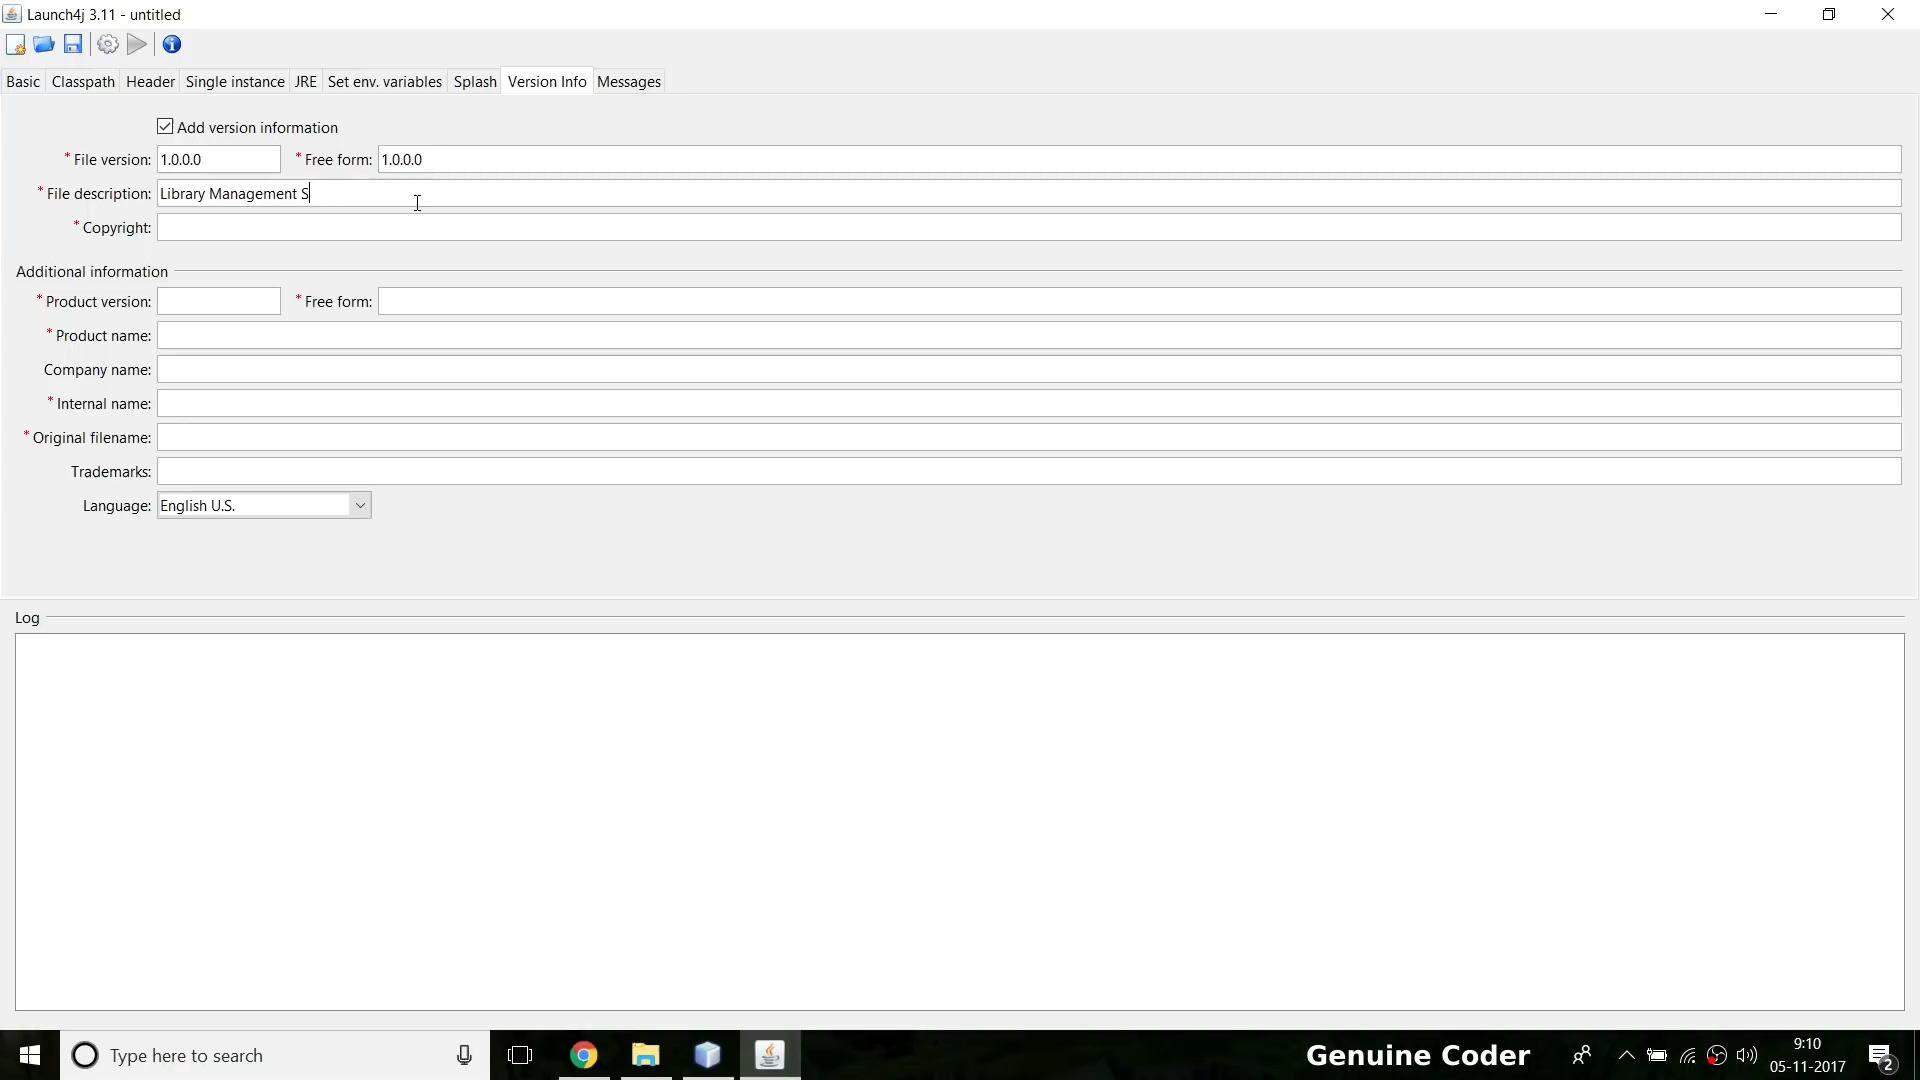 Launch4j 3.11 - untitled
Basic Classpath Header Single instance JRE Set env. variables Splash Version Info Messages
Add version information
* File version: 1.0.0.0 * Free form: 1.0.0.0
* File description: Library Management S
* Copyright:
Additional information
* Product version: * Free form:
* Product name:
Company name:
* Internal name:
* Original filename:
Trademarks:
Language: English U.S.
Log
Type here to search Genuine Coder 9:10
05-11-2017 2